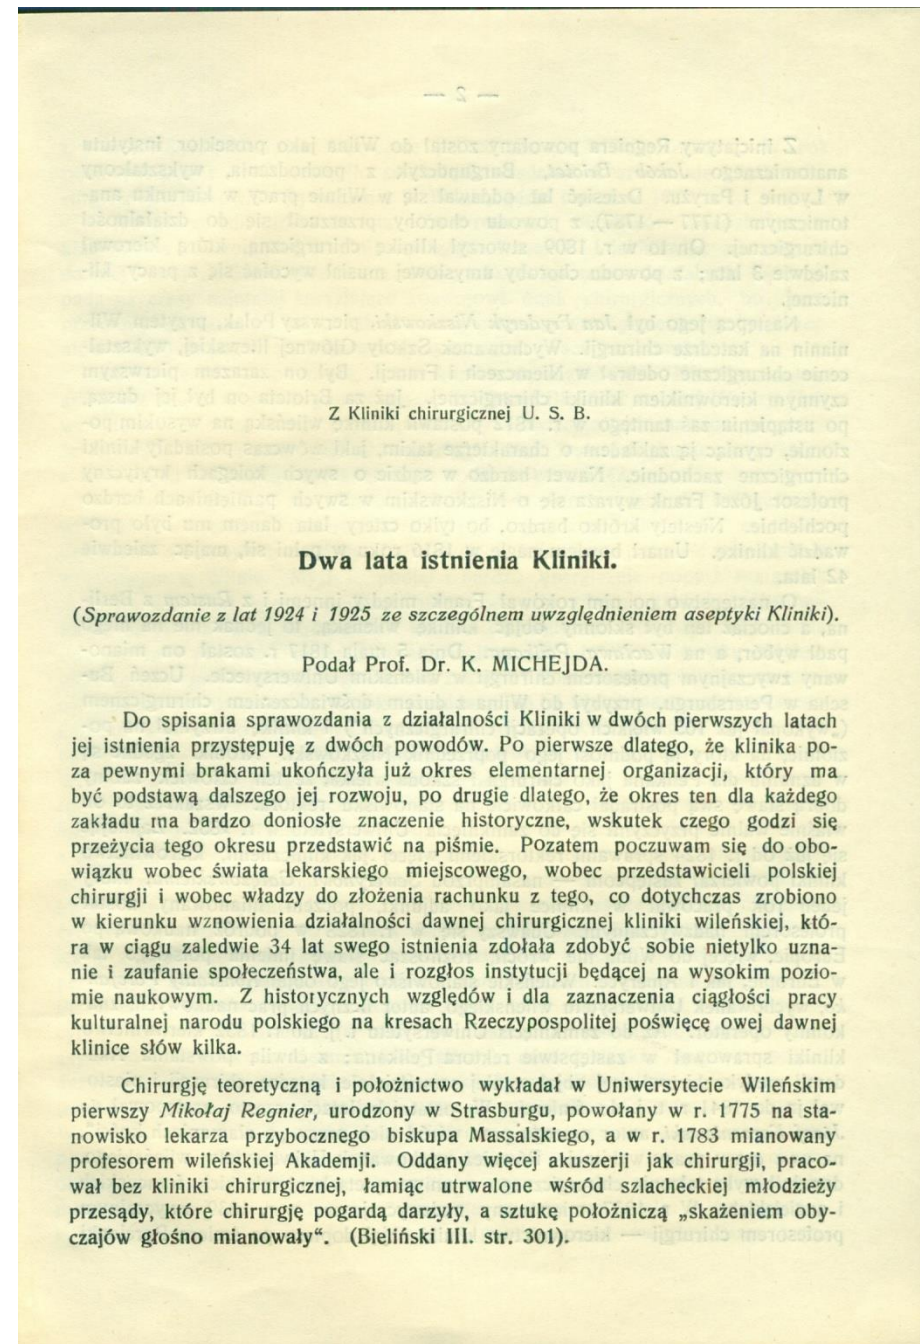 Z Kliniki chirurgicznej U. S. B.
Dwa lata istnienia Kliniki.
(Sprawozdanie z lat 1924 i 1925 ze szczególnem uwzględnieniem aseptyki Kliniki).
Podał Prof. Dr. K. MICHEJDA.
Do spisania sprawozdania z działalności Kliniki w dwóch pierwszych latach
jej istnienia przystępuję z dwóch powodów. Po pierwsze dlatego, że klinika po-
za pewnymi brakami ukończyła już okres elementarnej organizacji, który ma
być podstawą dalszego jej rozwoju, po drugie dlatego, że okres ten dla każdego
zakładu ma bardzo doniosłe znaczenie historyczne, wskutek czego godzi się
przeżycia tego okresu przedstawić na piśmie. Pozatem poczuwam się do obo-
wiązku wobec świata lekarskiego miejscowego, wobec przedstawicieli polskiej
chirurgji i wobec władzy do złożenia rachunku z tego, co dotychczas zrobiono
w kierunku wznowienia działalności dawnej chirurgicznej kliniki wileńskiej, któ-
ra w ciągu zaledwie 34 lat swego istnienia zdołała zdobyć sobie nietylko uzna-
nie i zaufanie społeczeństwa, ale i rozgłos instytucji będącej na wysokim pozio-
mie naukowym. Z historycznych względów i dla zaznaczenia ciągłości pracy
kulturalnej narodu polskiego na kresach Rzeczypospolitej poświęcę owej dawnej
klinice słów kilka.
Chirurgję teoretyczną i położnictwo wykładał w Uniwersytecie Wileńskim
pierwszy Mikołaj Regnier, urodzony w Strasburgu, powołany w r. 1775 na sta-
nowisko lekarza przybocznego biskupa Massalskiego, a w r. 1783 mianowany
profesorem wileńskiej Akademji. Oddany więcej akuszerji jak chirurgji, praco-
wał bez kliniki chirurgicznej, łamiąc utrwalone wśród szlacheckiej młodzieży
przesądy, które chirurgję pogardą darzyły, a sztukę położniczą „skażeniem oby-
czajów głośno mianowały“. (Bieliński III. str. 301).